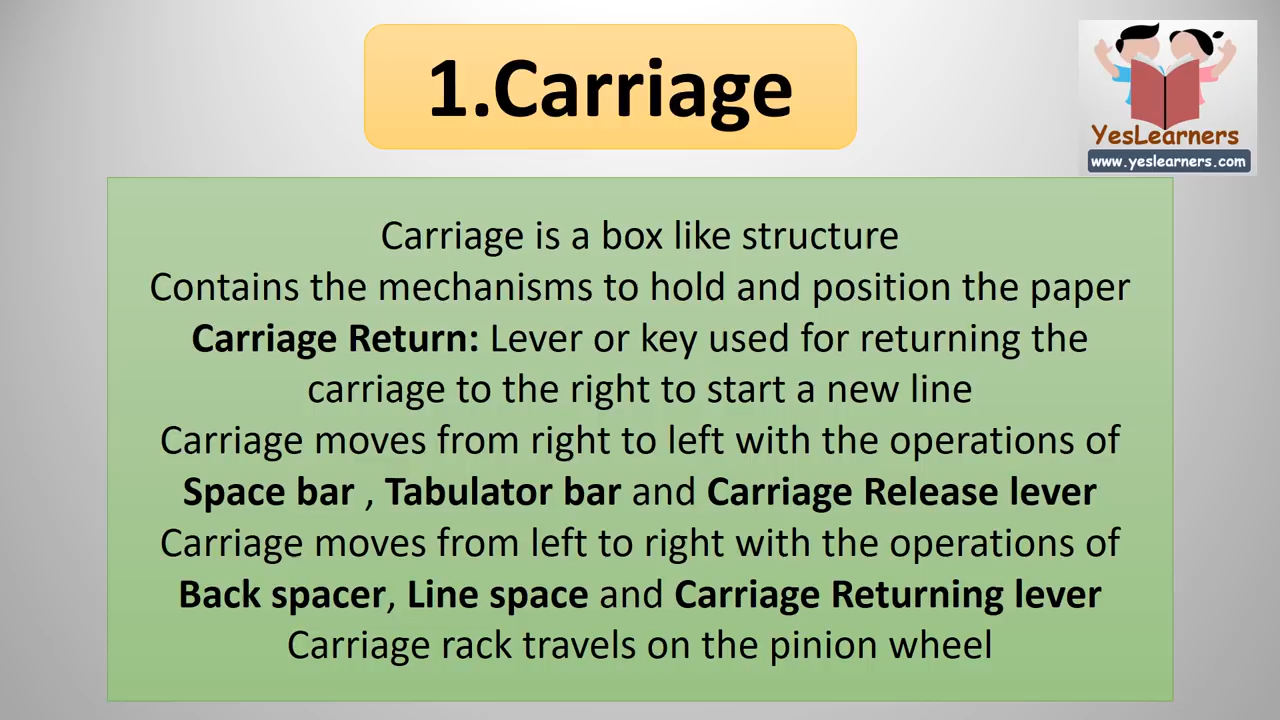 1.Carriage
YesLearners
www.yeslearners.com
Carriage is a box like structure
Contains the mechanisms to hold and position the paper
Carriage Return: Lever or key used for returning the
carriage to the right to start a new line
Carriage moves from right to left with the operations of
Space bar , Tabulator bar and Carriage Release lever
Carriage moves from left to right with the operations of
Back spacer, Line space and Carriage Returning lever
Carriage rack travels on the pinion wheel